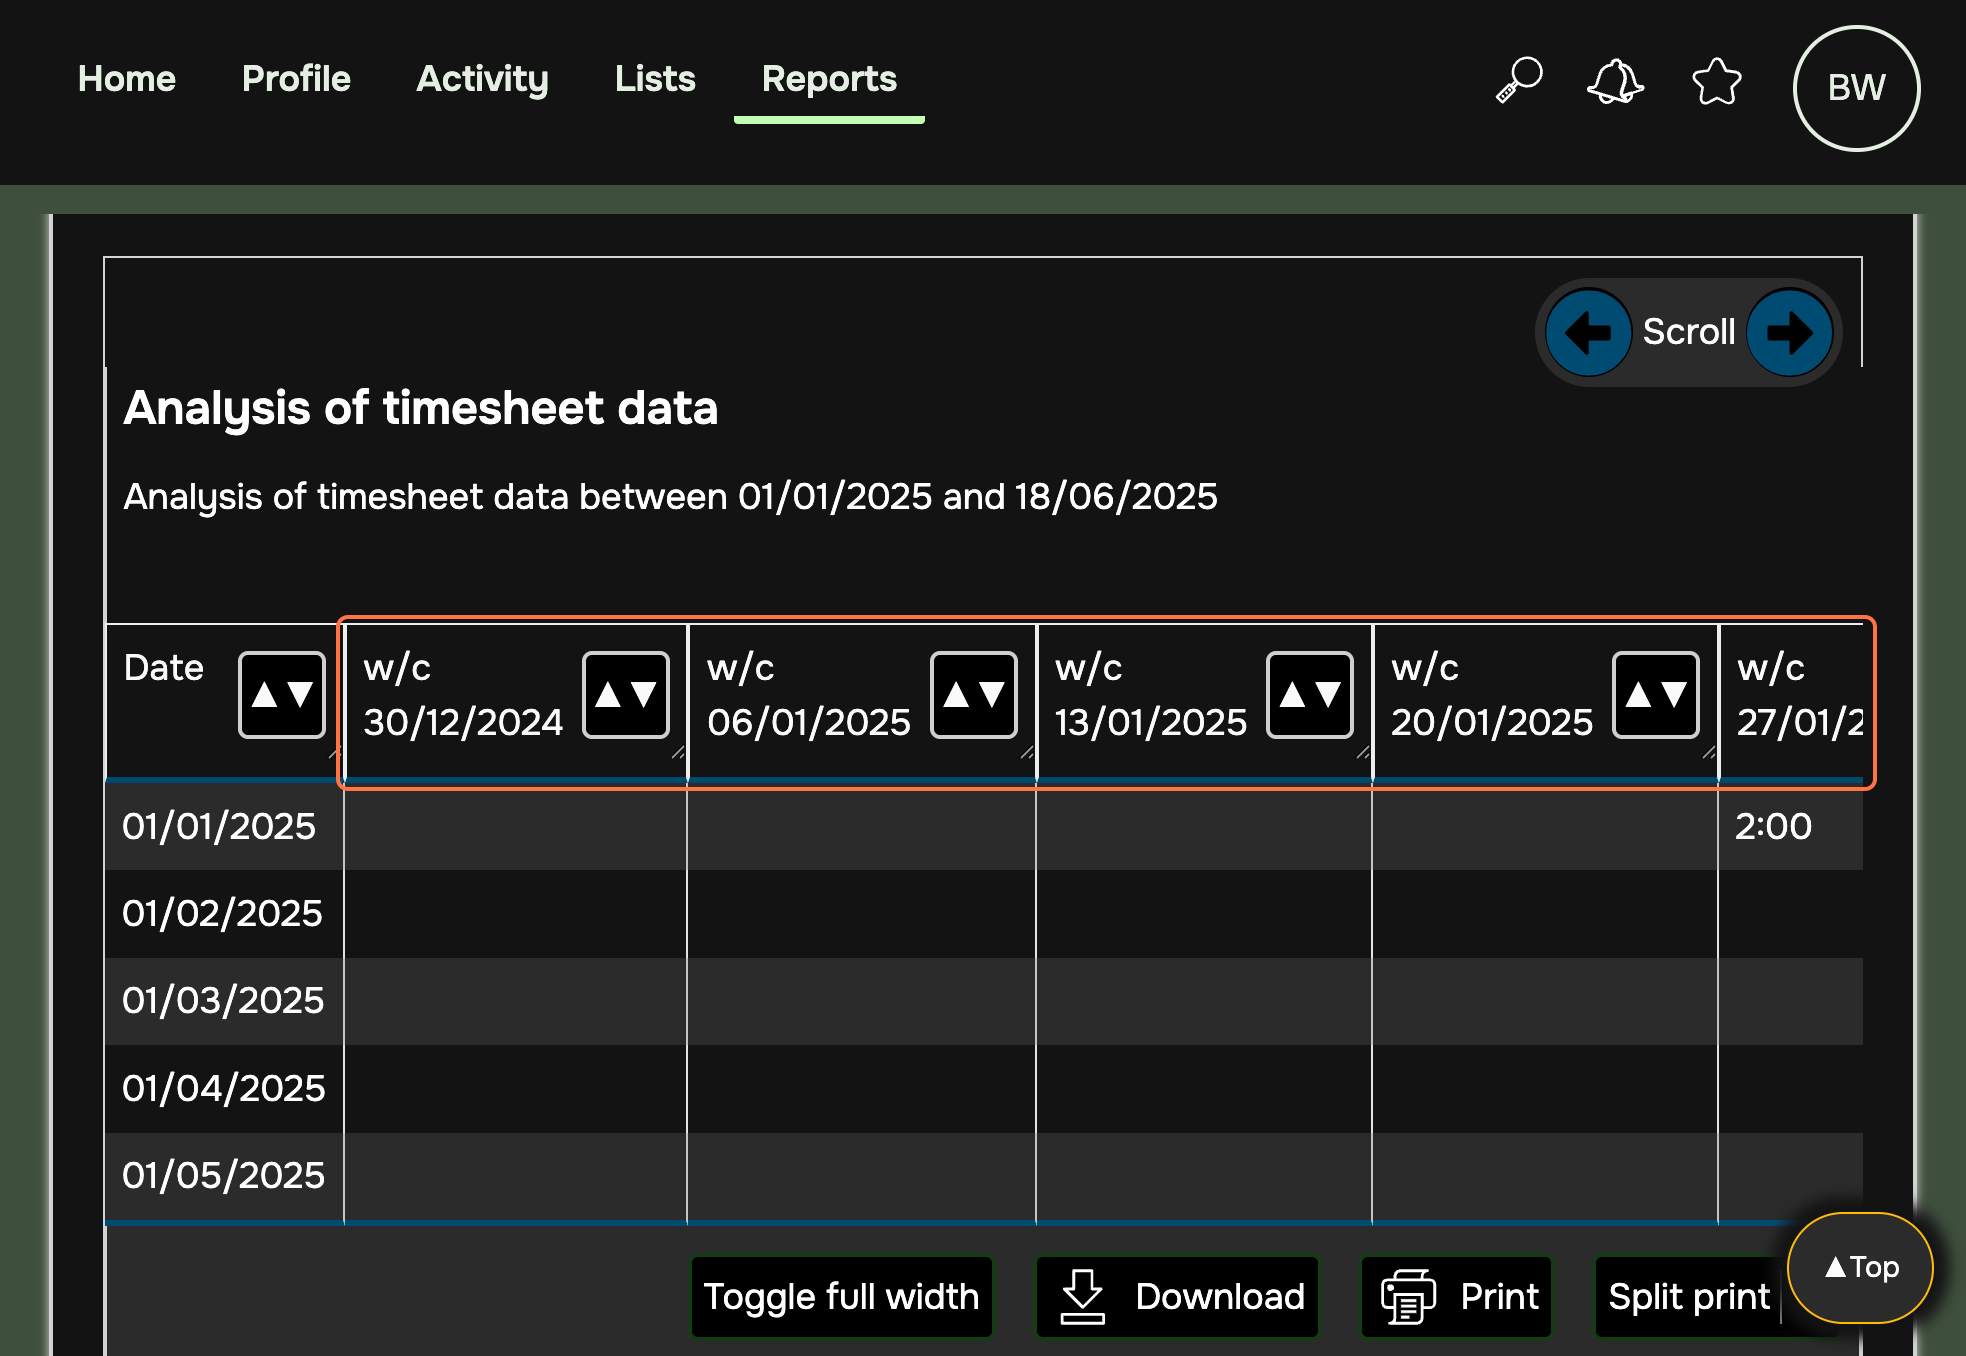 Home Profile Activity Lists Reports BW
Scroll
Analysis of timesheet data
Analysis of timesheet data between 01/01/2025 and 18/06/2025
Date ▲▼ w/c 30/12/2024 ▲▼ w/c 06/01/2025 ▲▼ w/c 13/01/2025 ▲▼ w/c 20/01/2025 ▲▼ w/c 27/01/2
01/01/2025 2:00
01/02/2025
01/03/2025
01/04/2025
01/05/2025
Toggle full width Download Print Split print
▲Top